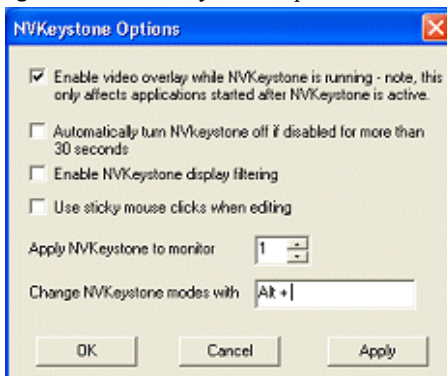 NVKeystone Options
Enable video overlay while NVKeystone is running - note, this
only affects applications started after NVKeystone is active.
Automatically turn NVkeystone off if disabled for more than
30 seconds
Enable NVKeystone display filtering
Use sticky mouse clicks when editing
Apply NVKeystone to monitor 1
Change NVKeystone modes with Alt +
OK Cancel Apply